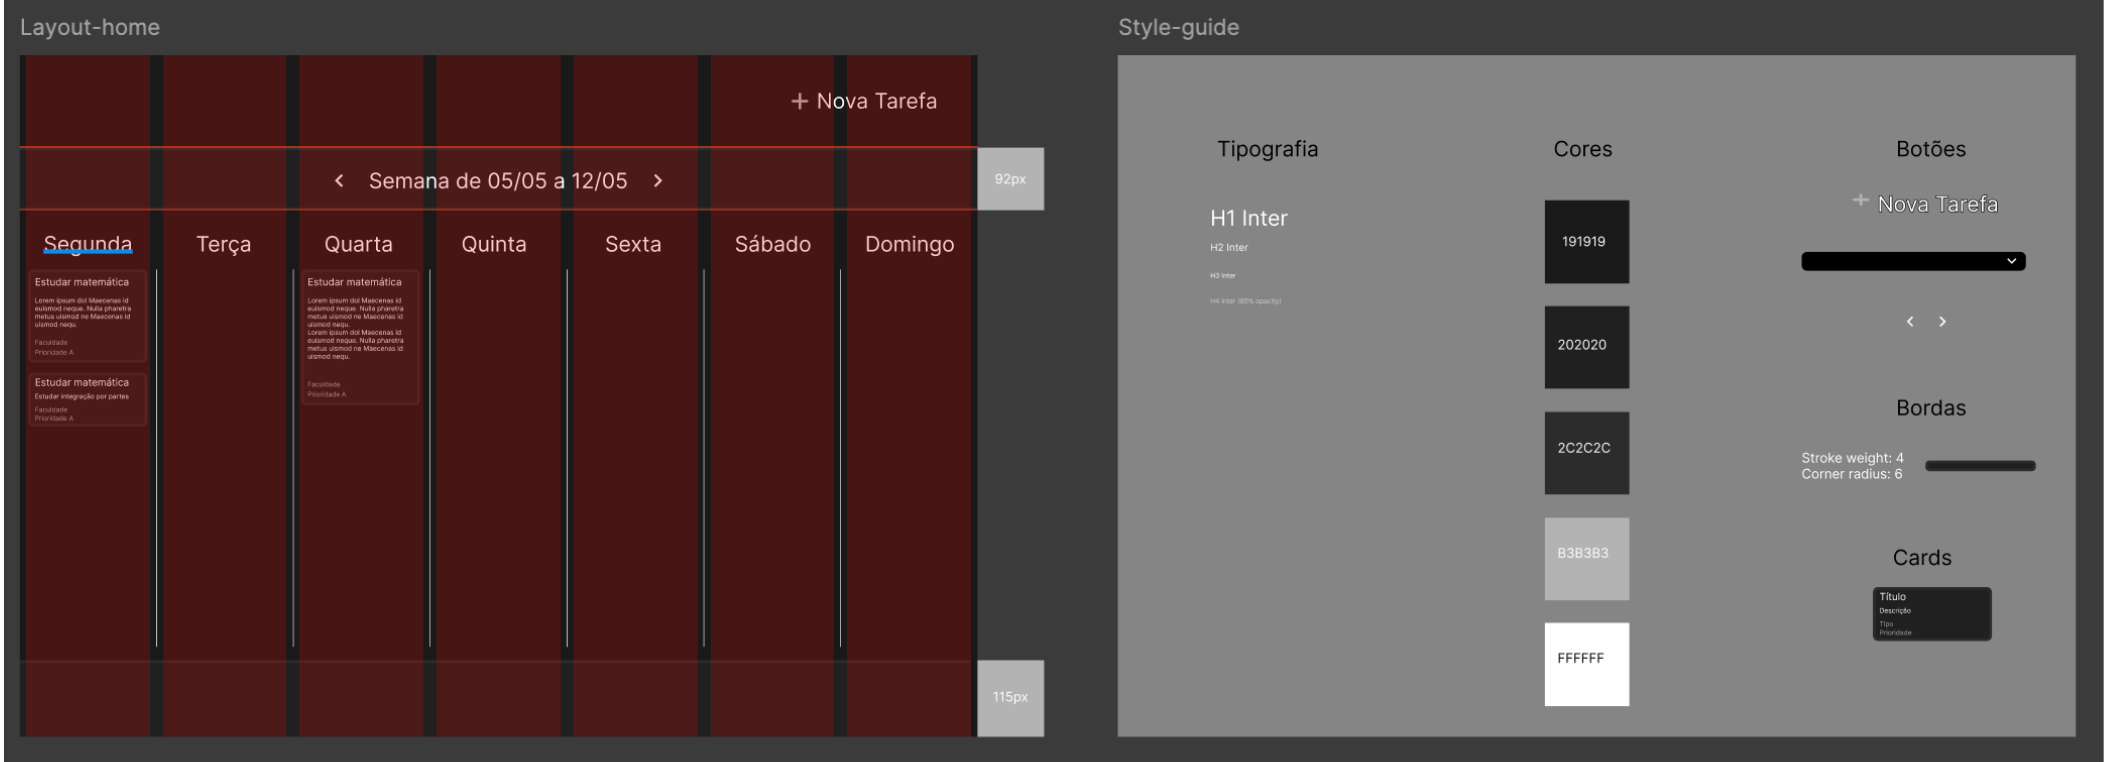 Layout-home
+ Nova Tarefa
< Semana de 05/05 a 12/05 >
92px
Segunda
Terça
Quarta
Quinta
Sexta
Sábado
Domingo
Estudar matemática
Lorem ipsum dol Maecenas id
euismod neque. Nulla pharetra
metus uismod ne Maecenas id
uismod nequ.
Faculdade
Prioridade A
Estudar matemática
Estudar integração por partes
Faculdade
Prioridade A
Estudar matemática
Lorem ipsum dol Maecenas id
euismod neque. Nulla pharetra
metus uismod ne Maecenas id
uismod nequ.
Lorem ipsum dol Maecenas id
euismod neque. Nulla pharetra
metus uismod ne Maecenas id
uismod nequ.
Faculdade
Prioridade A
115px
Style-guide
Tipografia
H1 Inter
H2 Inter
H3 Inter
H4 Inter (60% opacity)
Cores
191919
202020
2C2C2C
B3B3B3
FFFFFF
Botões
+ Nova Tarefa
< >
Bordas
Stroke weight: 4
Corner radius: 6
Cards
Título
Descrição
Tipo
Prioridade